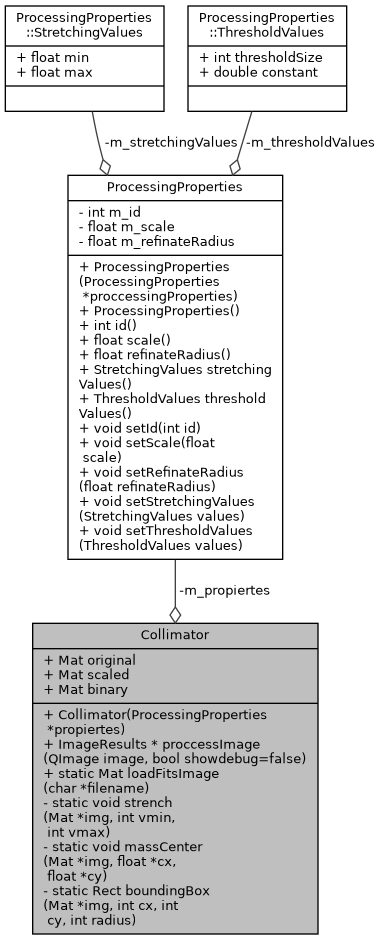 ProcessingProperties
::StretchingValues
+ float min
+ float max
ProcessingProperties
::ThresholdValues
+ int thresholdSize
+ double constant
-m_stretchingValues
-m_thresholdValues
ProcessingProperties
- int m_id
- float m_scale
- float m_refinateRadius
+ ProcessingProperties
(ProcessingProperties
*proccessingProperties)
+ ProcessingProperties()
+ int id()
+ float scale()
+ float refinateRadius()
+ StretchingValues stretching
Values()
+ ThresholdValues threshold
Values()
+ void setId(int id)
+ void setScale(float
scale)
+ void setRefinateRadius
(float refinateRadius)
+ void setStretchingValues
(StretchingValues values)
+ void setThresholdValues
(ThresholdValues values)
-m_propiertes
Collimator
+ Mat original
+ Mat scaled
+ Mat binary
+ Collimator(ProcessingProperties
*propiertes)
+ ImageResults * proccessImage
(QImage image, bool showdebug=false)
+ static Mat loadFitsImage
(char *filename)
- static void strench
(Mat *img, int vmin,
int vmax)
- static void massCenter
(Mat *img, float *cx,
float *cy)
- static Rect boundingBox
(Mat *img, int cx, int
cy, int radius)